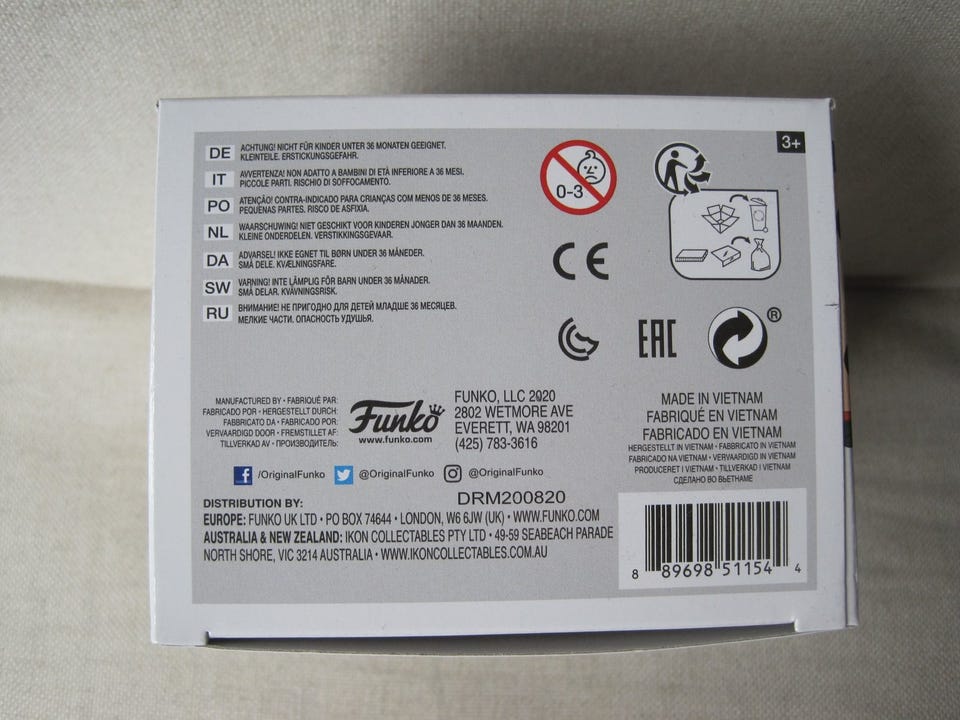 DE ACHTUNG! NICHT FÜR KINDER UNTER 36 MONATEN GEEIGNET.
KLEINTEILE. ERSTICKUNGSGEFAHR.
IT AVVERTENZA! NON ADATTO A BAMBINI DI ETÀ INFERIORE A 36 MESI.
PICCOLE PARTI. RISCHIO DI SOFFOCAMENTO.
PO ATENÇÃO! CONTRA-INDICADO PARA CRIANÇAS COM MENOS DE 36 MESES.
PEQUENAS PARTES. RISCO DE ASFIXIA.
NL WAARSCHUWING! NIET GESCHIKT VOOR KINDEREN JONGER DAN 36 MAANDEN.
KLEINE ONDERDELEN. VERSTIKKINGSGEVAAR.
DA ADVARSEL! IKKE EGNET TIL BØRN UNDER 36 MÅNEDER.
SMÅ DELE. KVÆLNINGSFARE.
SW VARNING! INTE LÄMPLIG FÖR BARN UNDER 36 MÅNADER.
SMÅ DELAR. KVÄVNINGSRISK.
RU ВНИМАНИЕ! НЕ ПРИГОДНО ДЛЯ ДЕТЕЙ МЛАДШЕ 36 МЕСЯЦЕВ.
МЕЛКИЕ ЧАСТИ. ОПАСНОСТЬ УДУШЬЯ.
0-3
3+
CE
EAC
®
MANUFACTURED BY • FABRIQUÉ PAR:
FABRICADO POR • HERGESTELLT DURCH:
FABBRICATO DA • FABRICADO POR:
VERVAARDIGD DOOR • FREMSTILLET AF:
TILLVERKAD AV • ПРОИЗВОДИТЕЛЬ:
Funko
www.funko.com
FUNKO, LLC 2020
2802 WETMORE AVE
EVERETT, WA 98201
(425) 783-3616
MADE IN VIETNAM
FABRIQUÉ EN VIETNAM
FABRICADO EN VIETNAM
HERGESTELLT IN VIETNAM • FABBRICATO IN VIETNAM
FABRICADO NA VIETNAM • VERVAARDIGD IN VIETNAM
PRODUCERET I VIETNAM • TILLVERKAD I VIETNAM
СДЕЛАНО ВО ВЬЕТНАМЕ
f /OriginalFunko @OriginalFunko @OriginalFunko
DRM200820
DISTRIBUTION BY:
EUROPE: FUNKO UK LTD • PO BOX 74644 • LONDON, W6 6JW (UK) • WWW.FUNKO.COM
AUSTRALIA & NEW ZEALAND: IKON COLLECTABLES PTY LTD • 49-59 SEABEACH PARADE
NORTH SHORE, VIC 3214 AUSTRALIA • WWW.IKONCOLLECTABLES.COM.AU
8 89698 51154 4